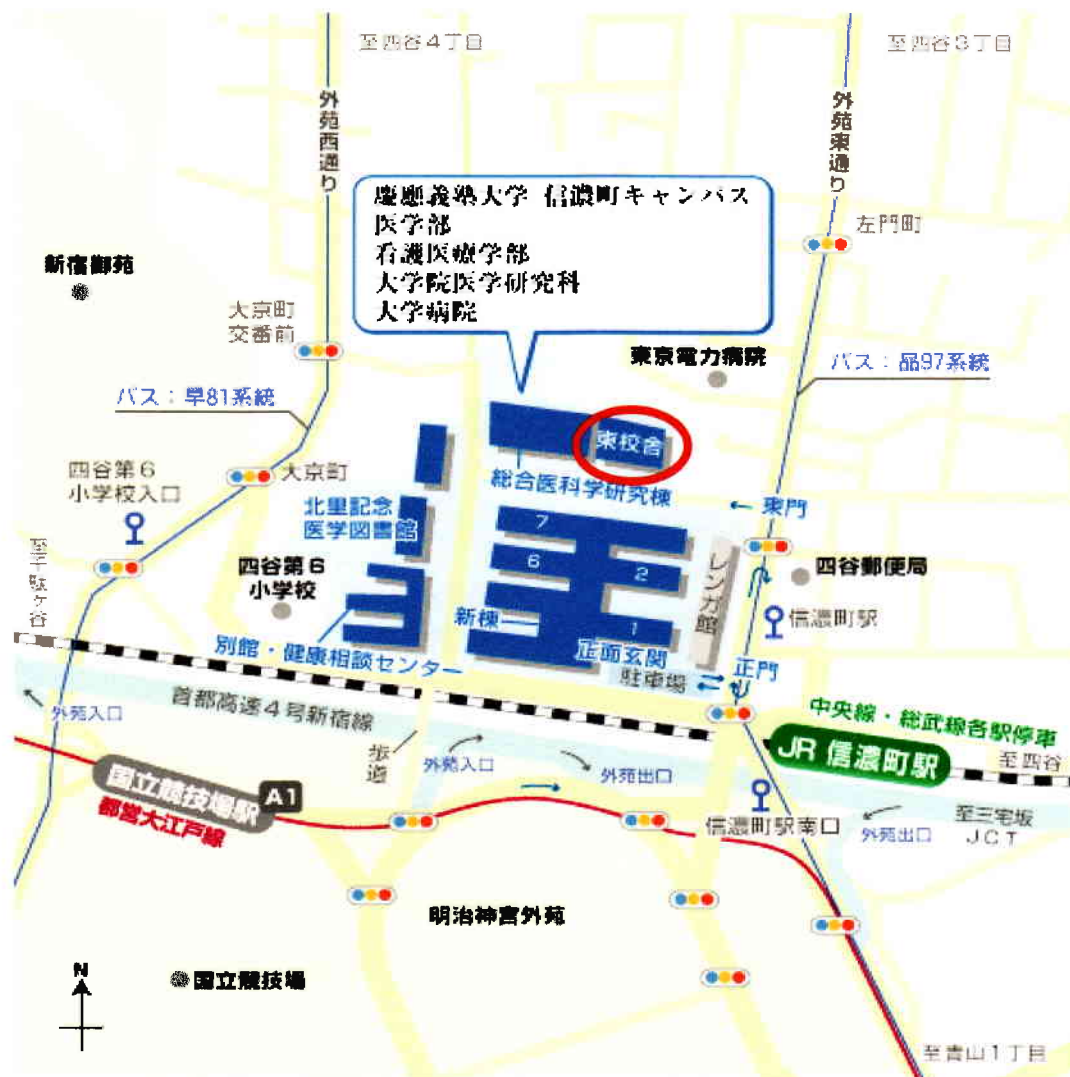 至四谷4丁目
至四谷3丁目
外苑西通り
外苑東通り
慶應義塾大学 信濃町キャンパス
医学部
看護医療学部
大学院医学研究科
大学病院
左門町
新宿御苑
大京町
交番前
東京電力病院
バス：品97系統
バス：早81系統
東校舎
四谷第6
小学校入口
大京町
総合医科学研究棟
北里記念
医学図書館
東門
7
6
2
1
レンガ館
四谷郵便局
至千駄ヶ谷
四谷第6
小学校
新棟
信濃町駅
正面玄関
別館・健康相談センター
駐車場
正門
外苑入口
首都高速4号新宿線
中央線・総武線各駅停車
JR 信濃町駅
至四谷
歩道
外苑入口
外苑出口
国立競技場駅
A1
都営大江戸線
信濃町駅南口
外苑出口
至三宅坂
JCT
明治神宮外苑
N
国立競技場
至青山1丁目